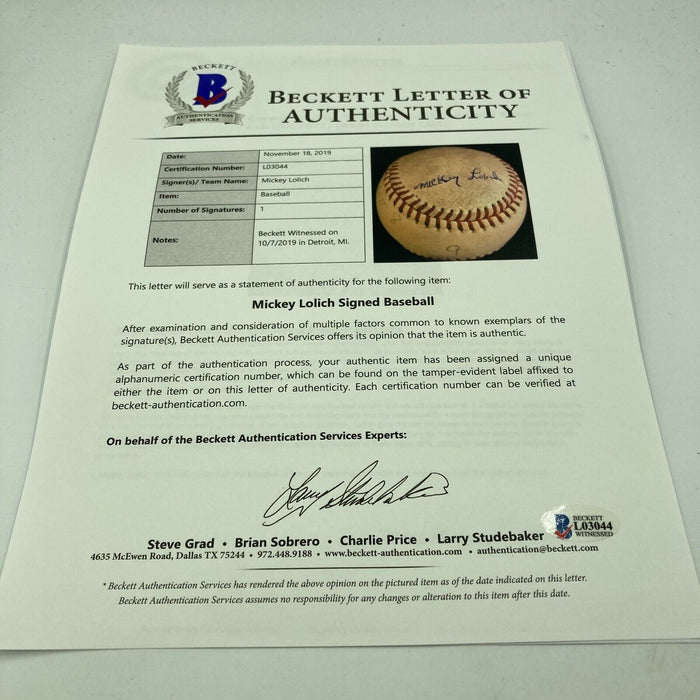 BECKETT
B
AUTHENTICATION
SERVICES
BECKETT LETTER OF
AUTHENTICITY
Date: November 18, 2019
Certification Number: L03044
Signer(s)/ Team Name: Mickey Lolich
Item: Baseball
Number of Signatures: 1
Notes: Beckett Witnessed on
10/7/2019 in Detroit, MI.
Mickey Lolich
9
This letter will serve as a statement of authenticity for the following item:
Mickey Lolich Signed Baseball
After examination and consideration of multiple factors common to known exemplars of the
signature(s), Beckett Authentication Services offers its opinion that the item is authentic.
As part of the authentication process, your authentic item has been assigned a unique
alphanumeric certification number, which can be found on the tamper-evident label affixed to
either the item or on this letter of authenticity. Each certification number can be verified at
beckett-authentication.com.
On behalf of the Beckett Authentication Services Experts:
Larry Studebaker
Steve Grad • Brian Sobrero • Charlie Price • Larry Studebaker
4635 McEwen Road, Dallas TX 75244 • 972.448.9188 • www.beckett-authentication.com • authentication@beckett.com
BECKETT
L03044
WITNESSED
* Beckett Authentication Services has rendered the above opinion on the pictured item as of the date indicated on this letter.
Beckett Authentication Services assumes no responsibility for any changes or alteration to this item after this date.